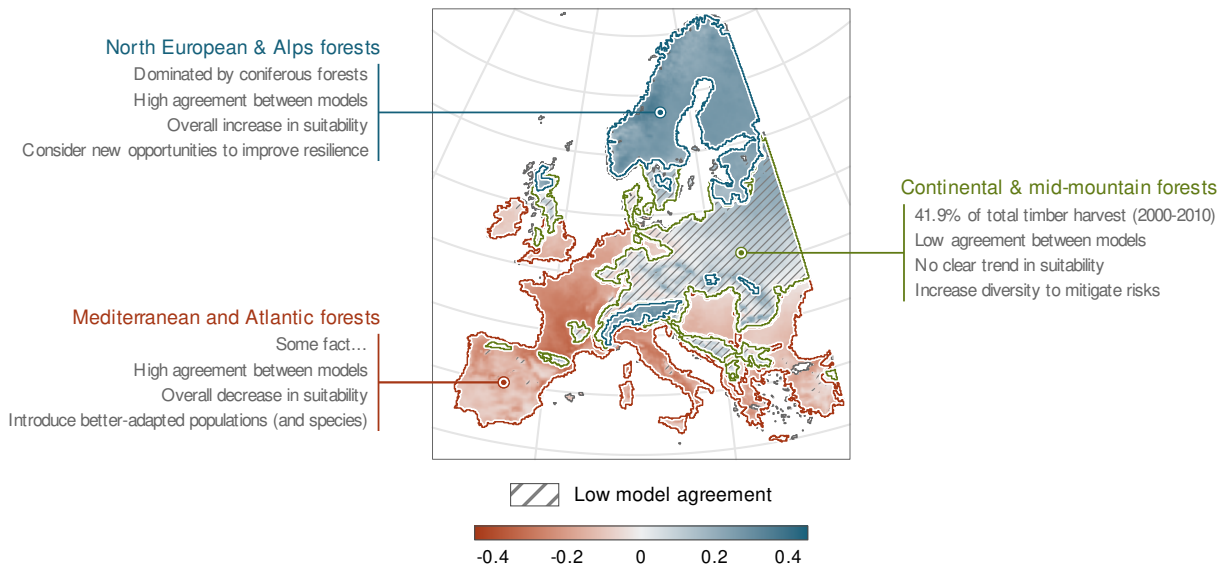 North European & Alps forests
Dominated by coniferous forests
High agreement between models
Overall increase in suitability
Consider new opportunities to improve resilience
Continental & mid-mountain forests
41.9% of total timber harvest (2000-2010)
Low agreement between models
No clear trend in suitability
Increase diversity to mitigate risks
Mediterranean and Atlantic forests
Some fact…
High agreement between models
Overall decrease in suitability
Introduce better-adapted populations (and species)
Low model agreement
-0.4 -0.2 0 0.2 0.4